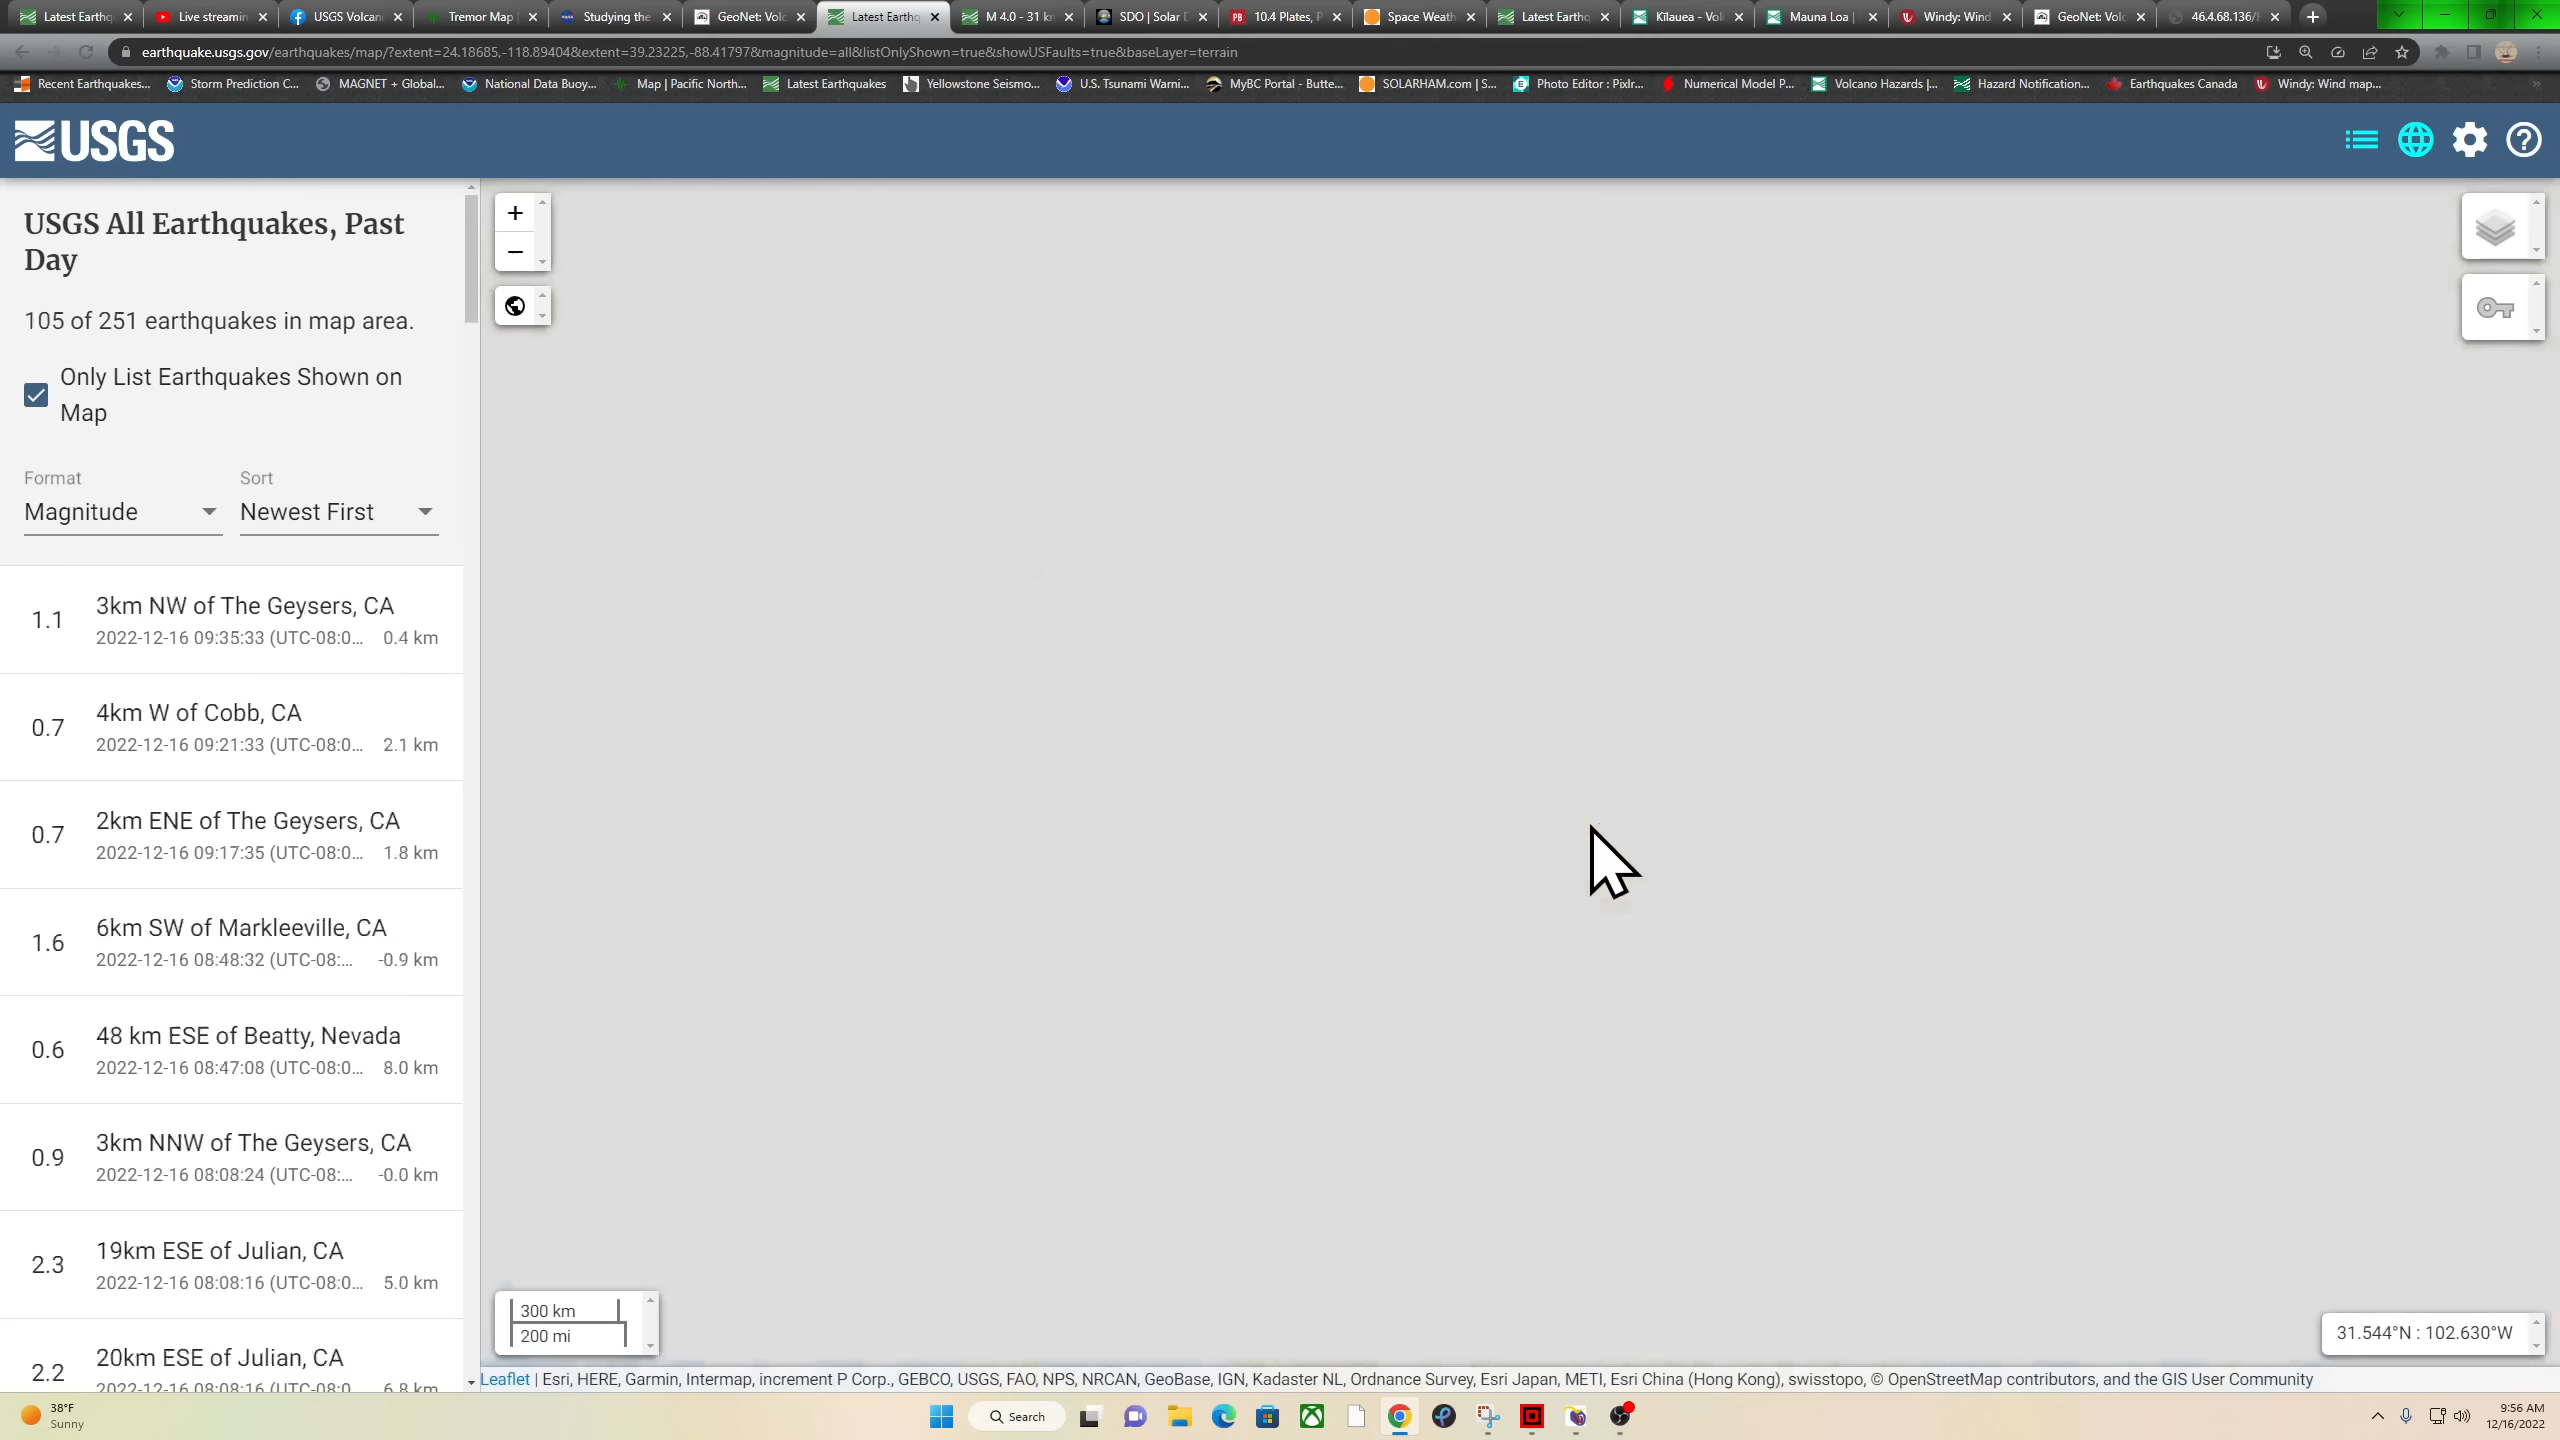 Latest Earthq
Live streamin
USGS Volcan
Tremor Map |
Studying the
GeoNet: Volc
Latest Earthq
M 4.0 - 31 km
SDO | Solar D
10.4 Plates, P
Space Weath
Latest Earthq
Kīlauea - Vol
Mauna Loa |
Windy: Wind
GeoNet: Volc
46.4.68.136/
earthquake.usgs.gov/earthquakes/map/?extent=24.18685,-118.89404&extent=39.23225,-88.41797&magnitude=all&listOnlyShown=true&showUSFaults=true&baseLayer=terrain
Recent Earthquakes...
Storm Prediction C...
MAGNET + Global...
National Data Buoy...
Map | Pacific North...
Latest Earthquakes
Yellowstone Seismo...
U.S. Tsunami Warni...
MyBC Portal - Butte...
SOLARHAM.com | S...
Photo Editor : Pixlr...
Numerical Model P...
Volcano Hazards |...
Hazard Notification...
Earthquakes Canada
Windy: Wind map...
USGS
USGS All Earthquakes, Past
Day
105 of 251 earthquakes in map area.
Only List Earthquakes Shown on
Map
Format
Sort
Magnitude
Newest First
1.1
3km NW of The Geysers, CA
2022-12-16 09:35:33 (UTC-08:0... 0.4 km
0.7
4km W of Cobb, CA
2022-12-16 09:21:33 (UTC-08:0... 2.1 km
0.7
2km ENE of The Geysers, CA
2022-12-16 09:17:35 (UTC-08:0... 1.8 km
1.6
6km SW of Markleeville, CA
2022-12-16 08:48:32 (UTC-08:... -0.9 km
0.6
48 km ESE of Beatty, Nevada
2022-12-16 08:47:08 (UTC-08:0... 8.0 km
0.9
3km NNW of The Geysers, CA
2022-12-16 08:08:24 (UTC-08:... -0.0 km
2.3
19km ESE of Julian, CA
2022-12-16 08:08:16 (UTC-08:0... 5.0 km
2.2
20km ESE of Julian, CA
2022-12-16 08:08:16 (UTC-08:0... 6.8 km
300 km
200 mi
31.544°N : 102.630°W
Leaflet | Esri, HERE, Garmin, Intermap, increment P Corp., GEBCO, USGS, FAO, NPS, NRCAN, GeoBase, IGN, Kadaster NL, Ordnance Survey, Esri Japan, METI, Esri China (Hong Kong), swisstopo, © OpenStreetMap contributors, and the GIS User Community
38°F
Sunny
Search
9:56 AM
12/16/2022